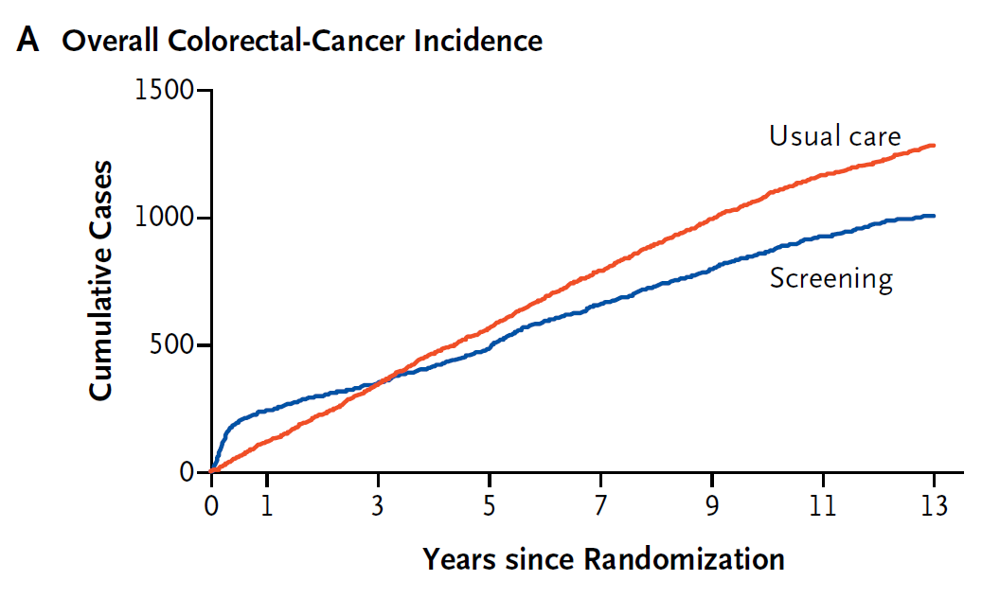 A Overall Colorectal-Cancer Incidence
1500
1000
500
0
Cumulative Cases
Usual care
Screening
0 1 3 5 7 9 11 13
Years since Randomization